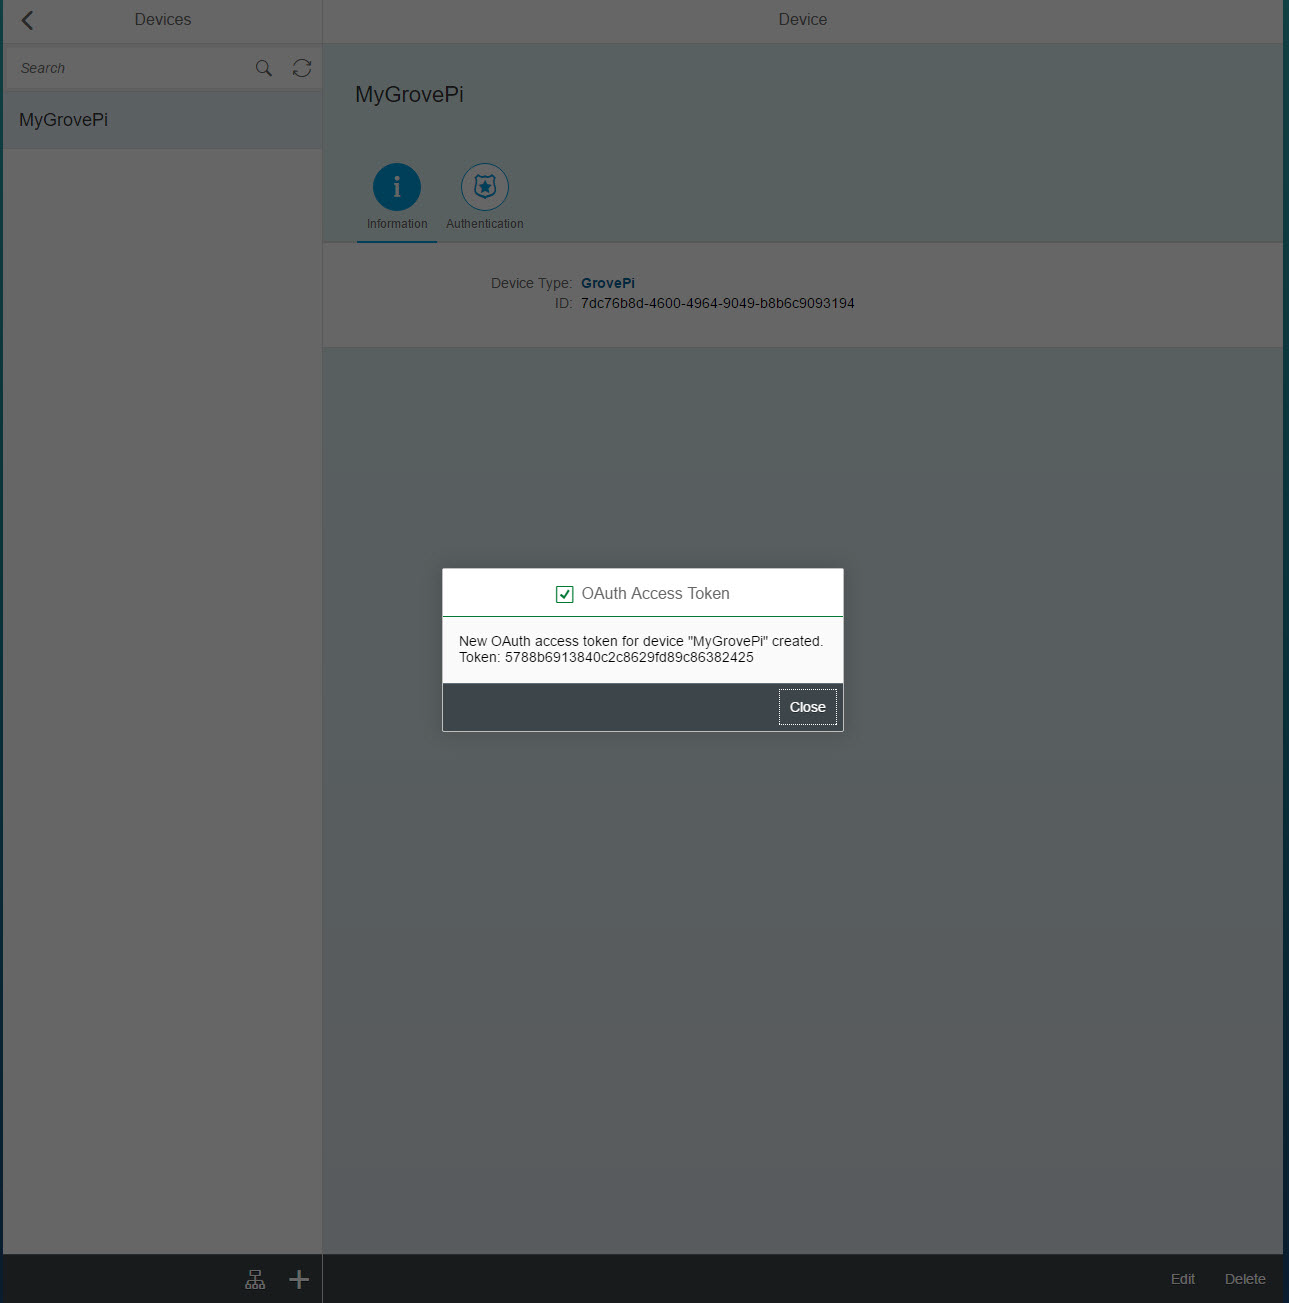 Devices
Device
Search
MyGrovePi
MyGrovePi
Information
Authentication
Device Type: GrovePi
ID: 7dc76b8d-4600-4964-9049-b8b6c9093194
OAuth Access Token
New OAuth access token for device "MyGrovePi" created.
Token: 5788b6913840c2c8629fd89c86382425
Close
Edit
Delete